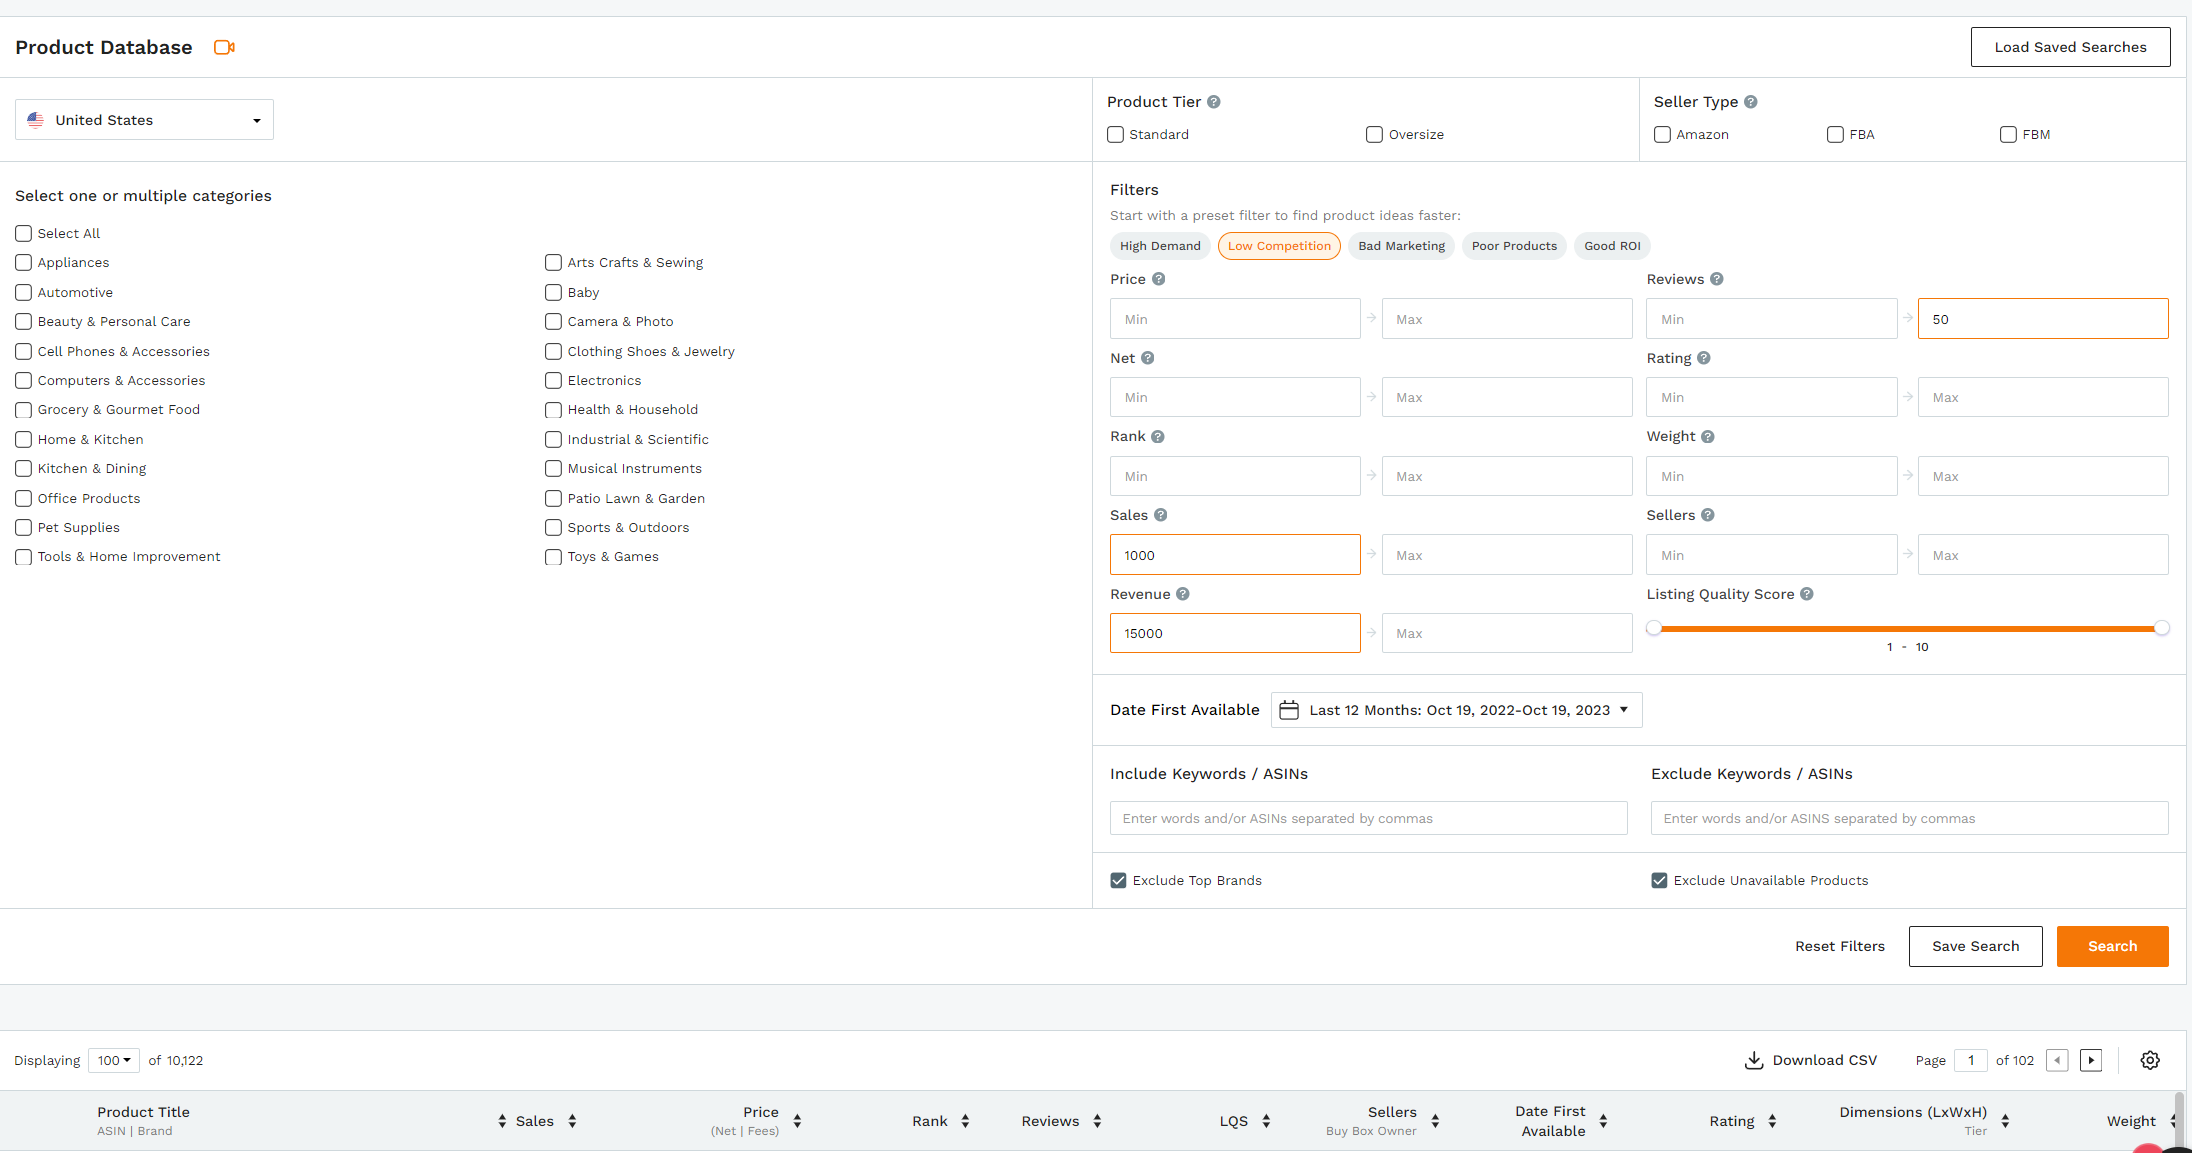 Product Database
Load Saved Searches
United States
Product Tier
Standard
Oversize
Seller Type
Amazon
FBA
FBM
Select one or multiple categories
Select All
Appliances
Arts Crafts & Sewing
Automotive
Baby
Beauty & Personal Care
Camera & Photo
Cell Phones & Accessories
Clothing Shoes & Jewelry
Computers & Accessories
Electronics
Grocery & Gourmet Food
Health & Household
Home & Kitchen
Industrial & Scientific
Kitchen & Dining
Musical Instruments
Office Products
Patio Lawn & Garden
Pet Supplies
Sports & Outdoors
Tools & Home Improvement
Toys & Games
Filters
Start with a preset filter to find product ideas faster:
High Demand
Low Competition
Bad Marketing
Poor Products
Good ROI
Price
Min
Max
Reviews
Min
50
Net
Min
Max
Rating
Min
Max
Rank
Min
Max
Weight
Min
Max
Sales
1000
Max
Sellers
Min
Max
Revenue
15000
Max
Listing Quality Score
1 - 10
Date First Available
Last 12 Months: Oct 19, 2022-Oct 19, 2023
Include Keywords / ASINs
Enter words and/or ASINs separated by commas
Exclude Keywords / ASINs
Enter words and/or ASINS separated by commas
Exclude Top Brands
Exclude Unavailable Products
Reset Filters
Save Search
Search
Displaying 100 of 10,122
Download CSV
Page 1 of 102
Product Title
ASIN | Brand
Sales
Price
(Net | Fees)
Rank
Reviews
LQS
Sellers
Buy Box Owner
Date First
Available
Rating
Dimensions (LxWxH)
Tier
Weight